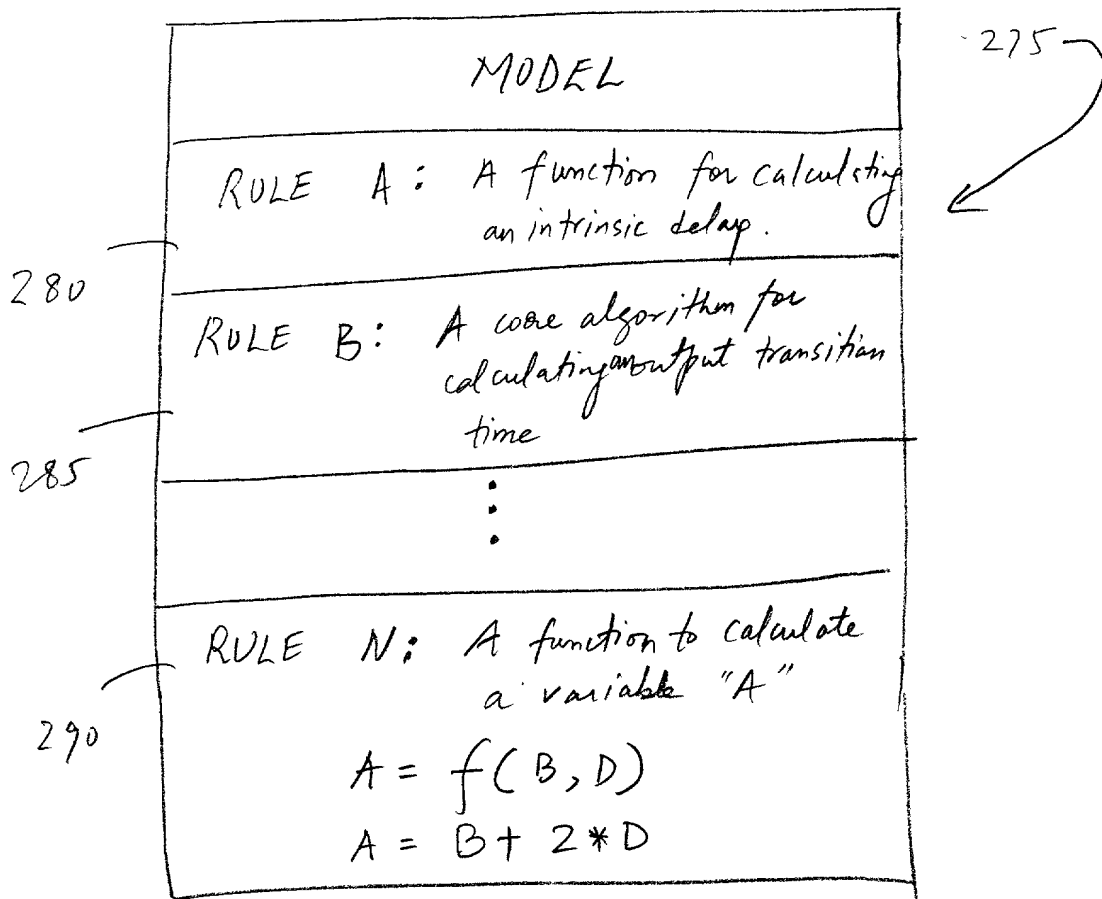 275
MODEL
RULE A: A function for calculating
an intrinsic delay.
280
RULE B: A core algorithm for
calculating an output transition
time
285
RULE N: A function to calculate
a variable "A"
290
A = f(B, D)
A = B + 2 * D